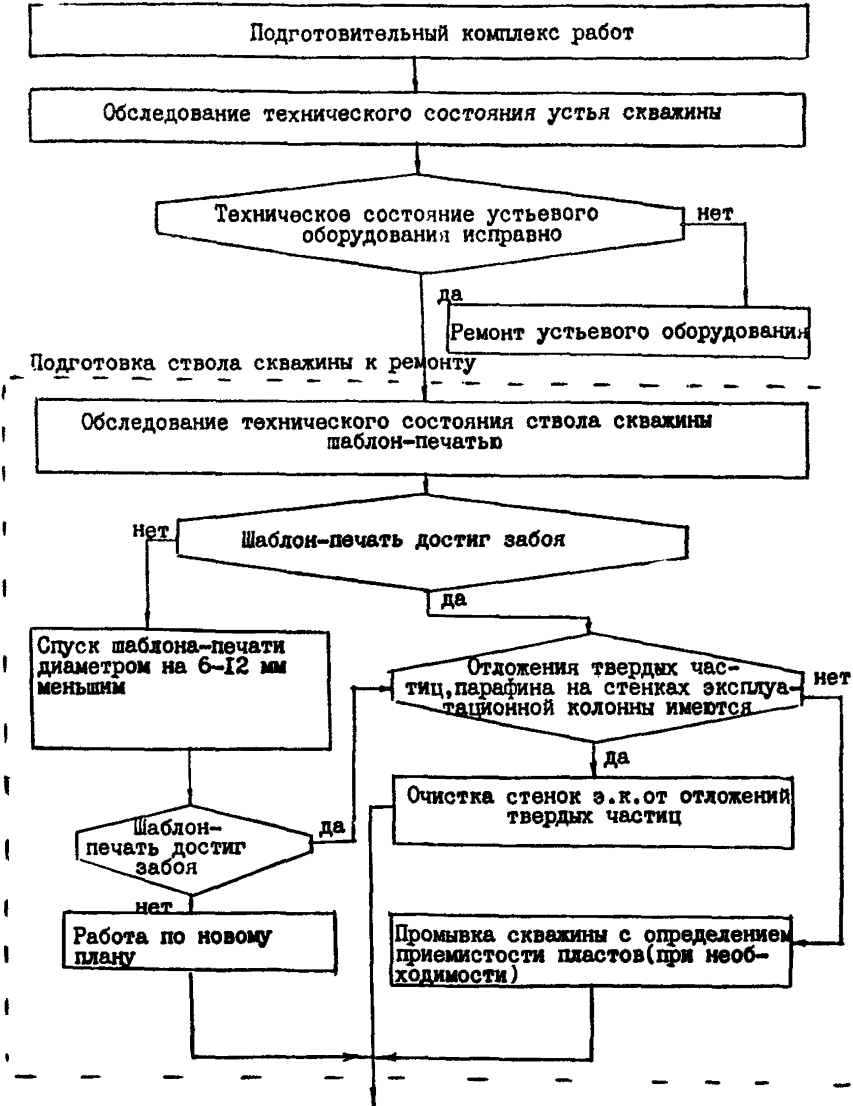 Подготовительный комплекс работ
Обследование технического состояния устья скважины
Техническое состояние устьевого
оборудования исправно
нет
да
Ремонт устьевого оборудования
Подготовка ствола скважины к ремонту
Обследование технического состояния ствола скважины
шаблон-печатью
нет
Шаблон-печать достиг забоя
да
Спуск шаблона-печати
диаметром на 6-12 мм
меньшим
Отложения твердых час-
тиц,парафина на стенках эксплуа-
тационной колонны имеются
нет
да
Очистка стенок э.к.от отложений
твердых частиц
Шаблон-
печать достиг
забоя
да
нет
Работа по новому
плану
Промывка скважины с определением
приемистости пластов(при необ-
ходимости)